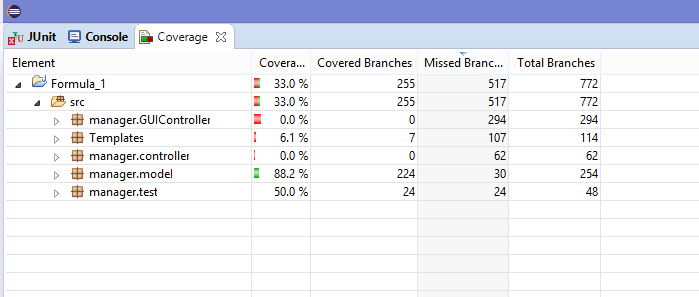 JUnit Console Coverage
Element Covera... Covered Branches Missed Branc... Total Branches
Formula_1 33.0 % 255 517 772
src 33.0 % 255 517 772
manager.GUIController 0.0 % 0 294 294
Templates 6.1 % 7 107 114
manager.controller 0.0 % 0 62 62
manager.model 88.2 % 224 30 254
manager.test 50.0 % 24 24 48